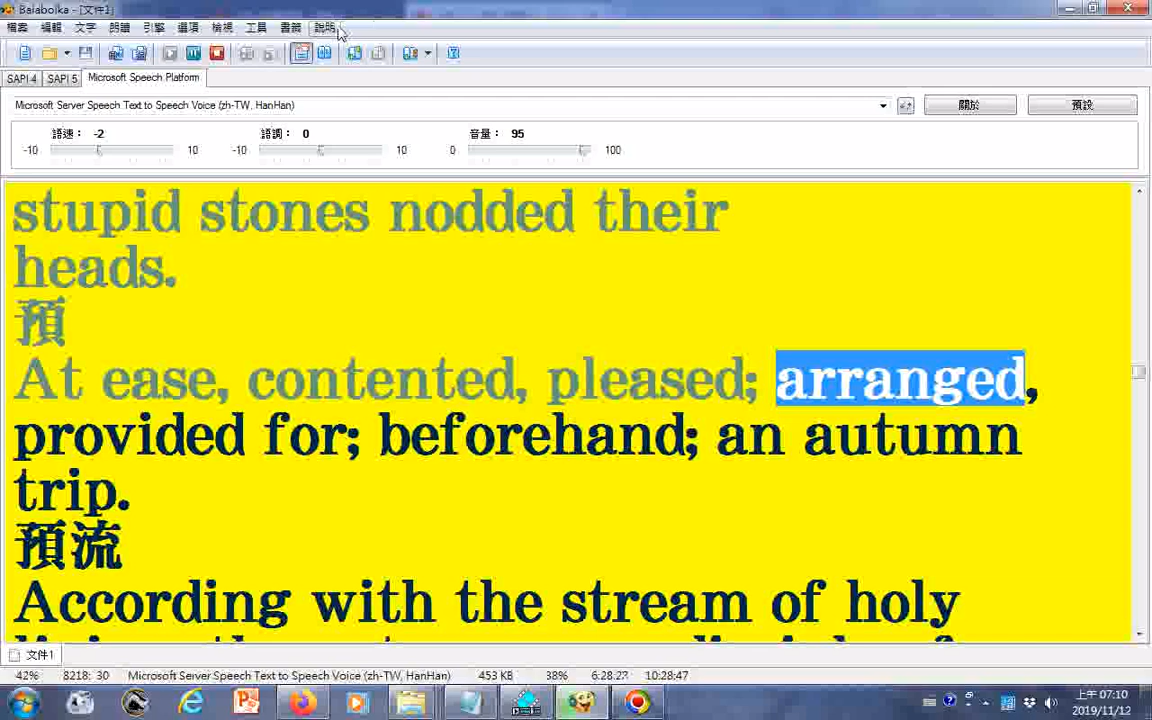 Balabolka - [文件1]
檔案 編輯 文字 朗讀 引擎 選項 檢視 工具 書籤 說明
SAPI 4 SAPI 5 Microsoft Speech Platform
Microsoft Server Speech Text to Speech Voice (zh-TW, HanHan) 關於 預設
語速： -2 語調： 0 音量： 95
-10 10 -10 10 0 100
stupid stones nodded their
heads.
預
At ease, contented, pleased; arranged,
provided for; beforehand; an autumn
trip.
預流
According with the stream of holy
文件1
42% 8218: 30 Microsoft Server Speech Text to Speech Voice (zh-TW, HanHan) 453 KB 38% 6:28:27 10:28:47
上午 07:10
2019/11/12